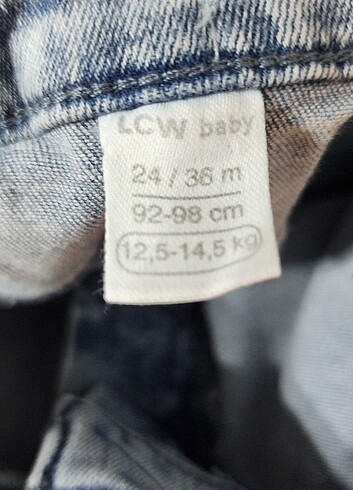 LCW baby
24 / 36 m
92-98 cm
12,5-14,5 kg